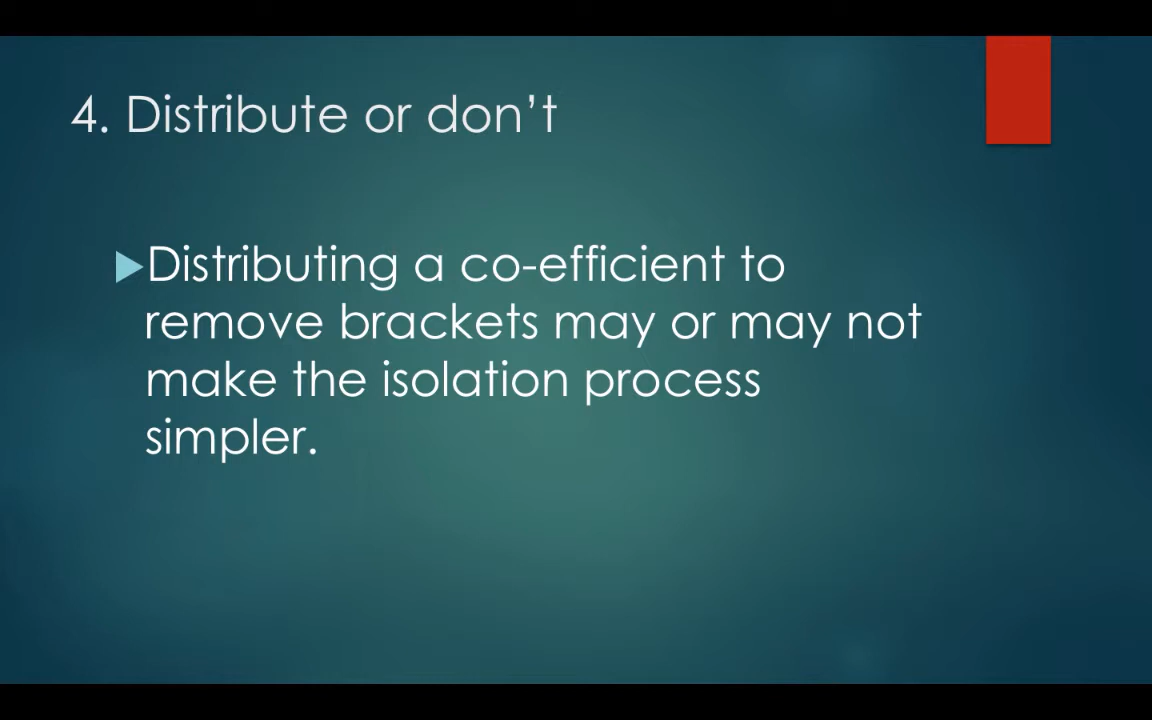 4. Distribute or don’t
Distributing a co-efficient to
remove brackets may or may not
make the isolation process
simpler.